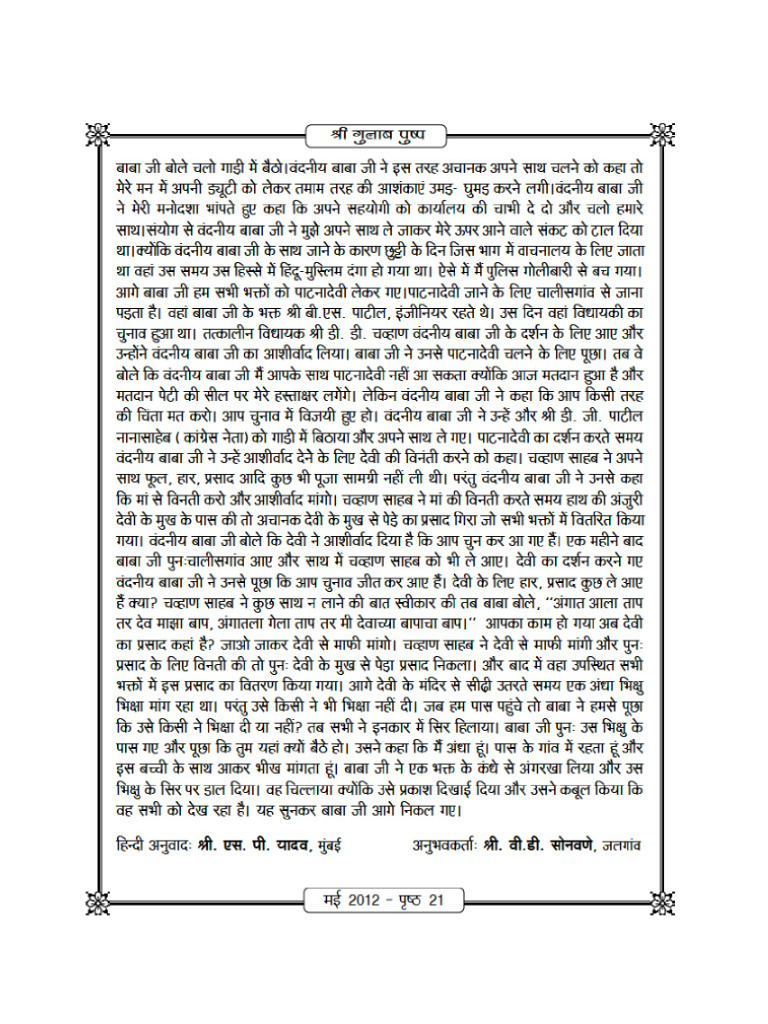 श्री गुलाब पुष्प
बाबा जी बोले चलो गाड़ी में बैठो।वंदनीय बाबा जी ने इस तरह अचानक अपने साथ चलने को कहा तो
मेरे मन में अपनी ड्यूटी को लेकर तमाम तरह की आशंकाएं उमड़- घुमड़ करने लगी।वंदनीय बाबा जी
ने मेरी मनोदशा भांपते हुए कहा कि अपने सहयोगी को कार्यालय की चाभी दे दो और चलो हमारे
साथ।संयोग से वंदनीय बाबा जी ने मुझे अपने साथ ले जाकर मेरे ऊपर आने वाले संकट को टाल दिया
था।क्योंकि वंदनीय बाबा जी के साथ जाने के कारण छुट्टी के दिन जिस भाग में वाचनालय के लिए जाता
था वहां उस समय उस हिस्से में हिंदू-मुस्लिम दंगा हो गया था। ऐसे में मैं पुलिस गोलीबारी से बच गया।
आगे बाबा जी हम सभी भक्तों को पाटनादेवी लेकर गए।पाटनादेवी जाने के लिए चालीसगांव से जाना
पड़ता है। वहां बाबा जी के भक्त श्री बी.एस. पाटील, इंजीनियर रहते थे। उस दिन वहां विधायकी का
चुनाव हुआ था। तत्कालीन विधायक श्री डी. डी. चव्हाण वंदनीय बाबा जी के दर्शन के लिए आए और
उन्होंने वंदनीय बाबा जी का आशीर्वाद लिया। बाबा जी ने उनसे पाटनादेवी चलने के लिए पूछा। तब वे
बोले कि वंदनीय बाबा जी मैं आपके साथ पाटनादेवी नहीं आ सकता क्योंकि आज मतदान हुआ है और
मतदान पेटी की सील पर मेरे हस्ताक्षर लगेंगे। लेकिन वंदनीय बाबा जी ने कहा कि आप किसी तरह
की चिंता मत करो। आप चुनाव में विजयी हुए हो। वंदनीय बाबा जी ने उन्हें और श्री डी. जी. पाटील
नानासाहेब ( कांग्रेस नेता) को गाड़ी में बिठाया और अपने साथ ले गए। पाटनादेवी का दर्शन करते समय
वंदनीय बाबा जी ने उन्हें आशीर्वाद देने के लिए देवी की विनंती करने को कहा। चव्हाण साहब ने अपने
साथ फूल, हार, प्रसाद आदि कुछ भी पूजा सामग्री नहीं ली थी। परंतु वंदनीय बाबा जी ने उनसे कहा
कि मां से विनती करो और आशीर्वाद मांगो। चव्हाण साहब ने मां की विनती करते समय हाथ की अंजुरी
देवी के मुख के पास की तो अचानक देवी के मुख से पेड़े का प्रसाद गिरा जो सभी भक्तों में वितरित किया
गया। वंदनीय बाबा जी बोले कि देवी ने आशीर्वाद दिया है कि आप चुन कर आ गए हैं। एक महीने बाद
बाबा जी पुनःचालीसगांव आए और साथ में चव्हाण साहब को भी ले आए। देवी का दर्शन करने गए
वंदनीय बाबा जी ने उनसे पूछा कि आप चुनाव जीत कर आए हैं। देवी के लिए हार, प्रसाद कुछ ले आए
हैं क्या? चव्हाण साहब ने कुछ साथ न लाने की बात स्वीकार की तब बाबा बोले, ''अंगात आला ताप
तर देव माझा बाप, अंगातला गेला ताप तर मी देवाच्या बापाचा बाप।'' आपका काम हो गया अब देवी
का प्रसाद कहां है? जाओ जाकर देवी से माफी मांगो। चव्हाण साहब ने देवी से माफी मांगी और पुनः
प्रसाद के लिए विनती की तो पुनः देवी के मुख से पेड़ा प्रसाद निकला। और बाद में वहा उपस्थित सभी
भक्तों में इस प्रसाद का वितरण किया गया। आगे देवी के मंदिर से सीढ़ी उतरते समय एक अंधा भिक्षु
भिक्षा मांग रहा था। परंतु उसे किसी ने भी भिक्षा नहीं दी। जब हम पास पहुंचे तो बाबा ने हमसे पूछा
कि उसे किसी ने भिक्षा दी या नहीं? तब सभी ने इनकार में सिर हिलाया। बाबा जी पुनः उस भिक्षु के
पास गए और पूछा कि तुम यहां क्यों बैठे हो। उसने कहा कि मैं अंधा हूं। पास के गांव में रहता हूं और
इस बच्ची के साथ आकर भीख मांगता हूं। बाबा जी ने एक भक्त के कंधे से अंगरखा लिया और उस
भिक्षु के सिर पर डाल दिया। वह चिल्लाया क्योंकि उसे प्रकाश दिखाई दिया और उसने कबूल किया कि
वह सभी को देख रहा है। यह सुनकर बाबा जी आगे निकल गए।
हिन्दी अनुवादः श्री. एस. पी. यादव, मुंबई अनुभवकर्ताः श्री. वी.डी. सोनवणे, जलगांव
मई 2012 - पृष्ठ 21